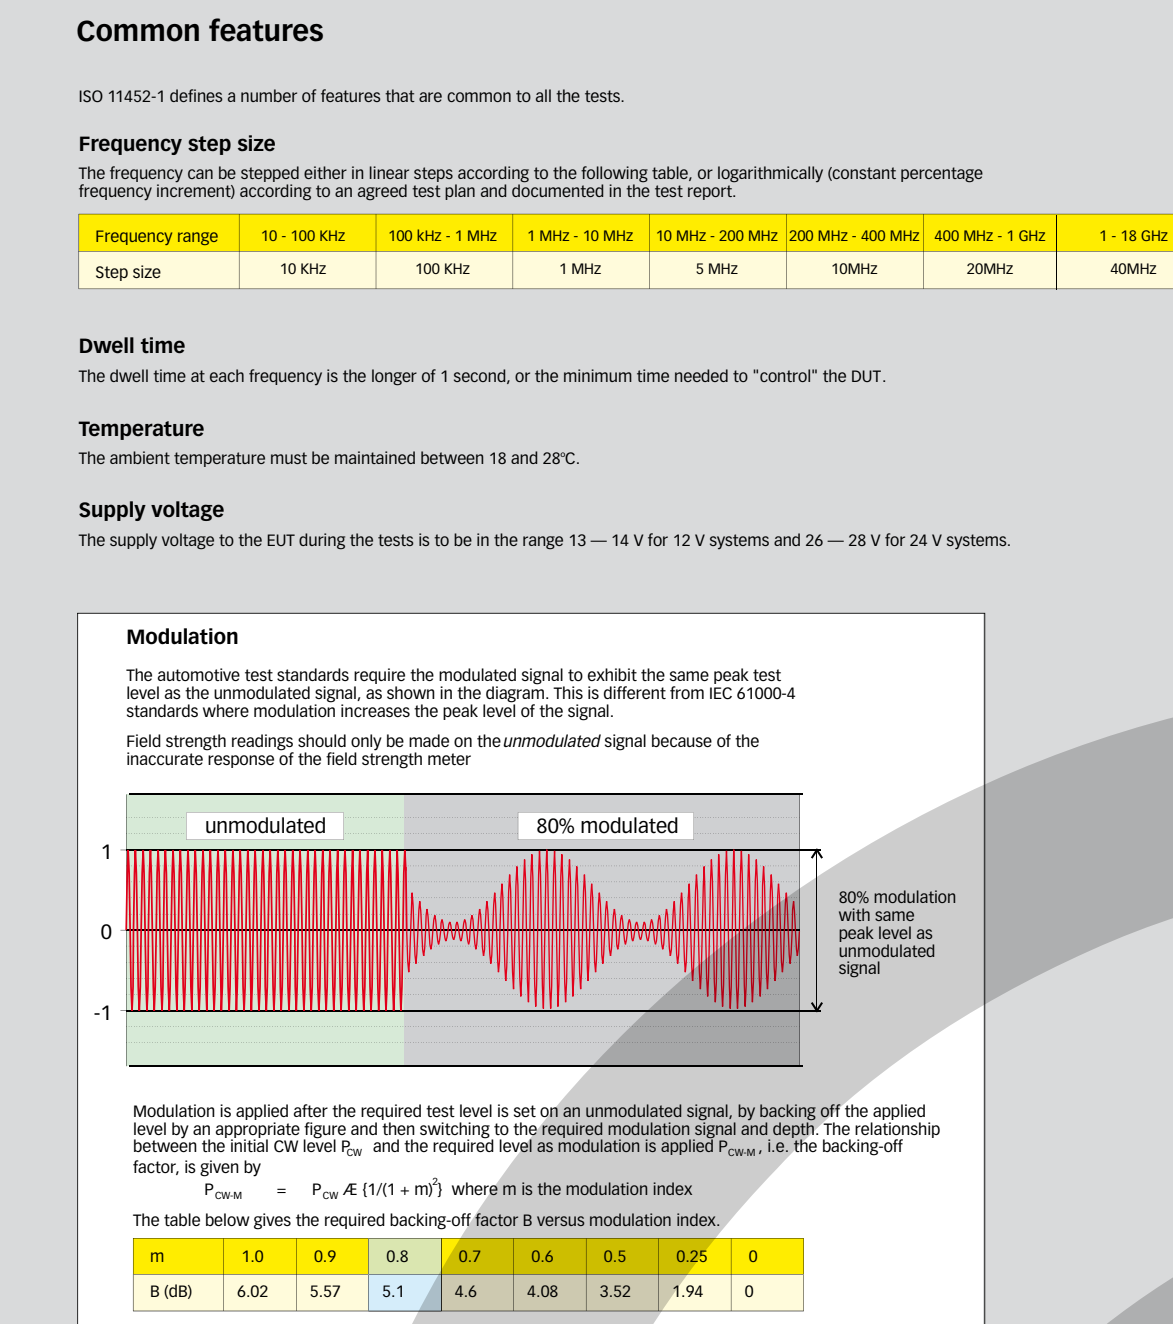 Common features
ISO 11452-1 defines a number of features that are common to all the tests.
Frequency step size
The frequency can be stepped either in linear steps according to the following table, or logarithmically (constant percentage
frequency increment) according to an agreed test plan and documented in the test report.
Frequency range 10 - 100 KHz 100 kHz - 1 MHz 1 MHz - 10 MHz 10 MHz - 200 MHz 200 MHz - 400 MHz 400 MHz - 1 GHz 1 - 18 GHz
Step size 10 KHz 100 KHz 1 MHz 5 MHz 10MHz 20MHz 40MHz
Dwell time
The dwell time at each frequency is the longer of 1 second, or the minimum time needed to "control" the DUT.
Temperature
The ambient temperature must be maintained between 18 and 28°C.
Supply voltage
The supply voltage to the EUT during the tests is to be in the range 13 — 14 V for 12 V systems and 26 — 28 V for 24 V systems.
Modulation
The automotive test standards require the modulated signal to exhibit the same peak test
level as the unmodulated signal, as shown in the diagram. This is different from IEC 61000-4
standards where modulation increases the peak level of the signal.
Field strength readings should only be made on the unmodulated signal because of the
inaccurate response of the field strength meter
unmodulated 80% modulated
1
0
-1
80% modulation
with same
peak level as
unmodulated
signal
Modulation is applied after the required test level is set on an unmodulated signal, by backing off the applied
level by an appropriate figure and then switching to the required modulation signal and depth. The relationship
between the initial CW level PCW and the required level as modulation is applied PCW-M, i.e. the backing-off
factor, is given by
PCW-M = PCW Æ {1/(1 + m)²} where m is the modulation index
The table below gives the required backing-off factor B versus modulation index.
m 1.0 0.9 0.8 0.7 0.6 0.5 0.25 0
B (dB) 6.02 5.57 5.1 4.6 4.08 3.52 1.94 0